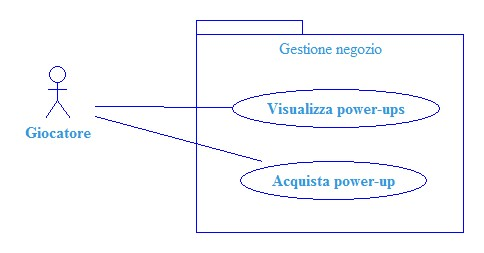 Gestione negozio
Visualizza power-ups
Giocatore
Acquista power-up